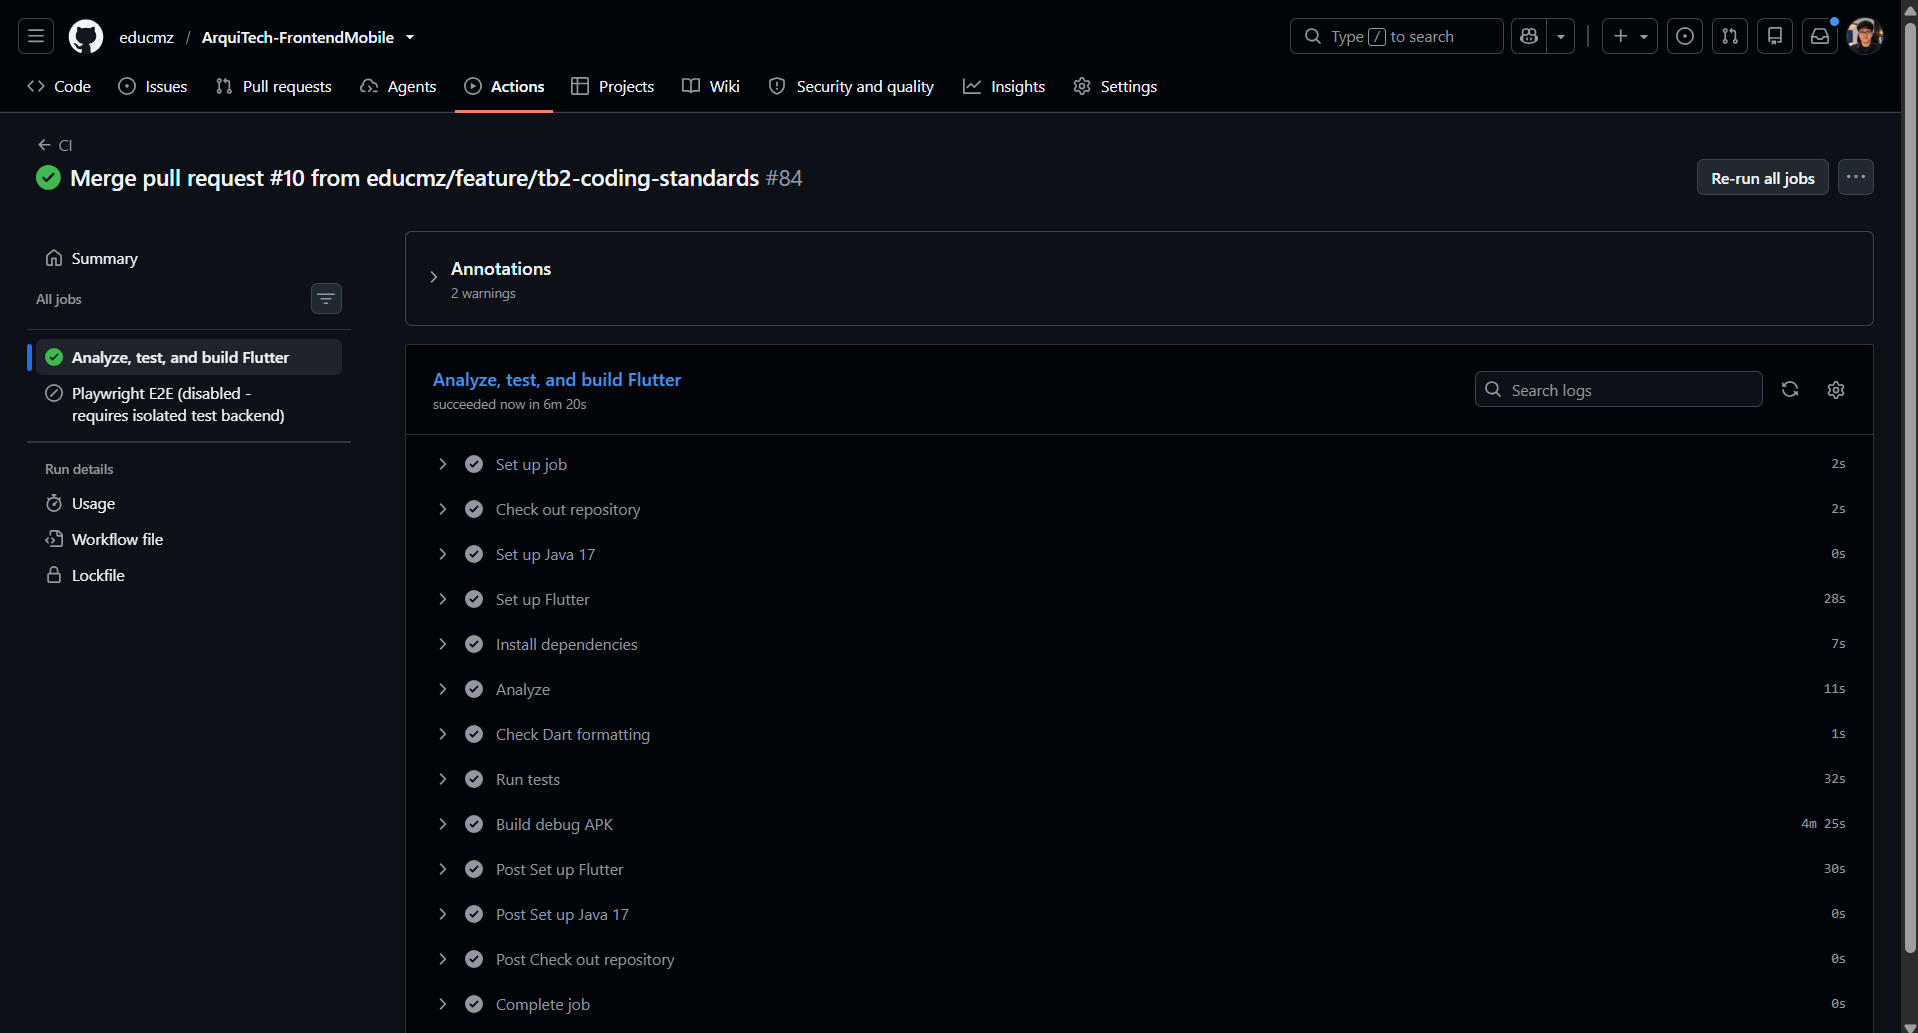 educmz / ArquiTech-FrontendMobile
Type / to search
Code
Issues
Pull requests
Agents
Actions
Projects
Wiki
Security and quality
Insights
Settings
CI
Merge pull request #10 from educmz/feature/tb2-coding-standards #84
Re-run all jobs
Summary
All jobs
Analyze, test, and build Flutter
Playwright E2E (disabled -
requires isolated test backend)
Run details
Usage
Workflow file
Lockfile
Annotations
2 warnings
Analyze, test, and build Flutter
succeeded now in 6m 20s
Search logs
Set up job 2s
Check out repository 2s
Set up Java 17 0s
Set up Flutter 28s
Install dependencies 7s
Analyze 11s
Check Dart formatting 1s
Run tests 32s
Build debug APK 4m 25s
Post Set up Flutter 30s
Post Set up Java 17 0s
Post Check out repository 0s
Complete job 0s